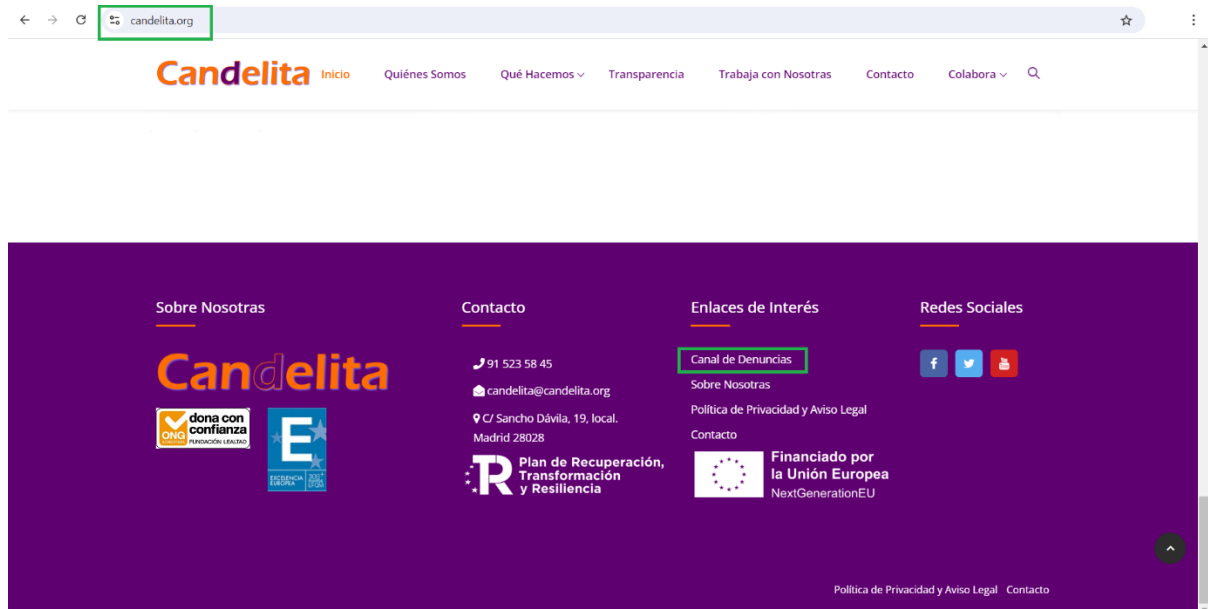 candelita.org
Candelita Inicio Quiénes Somos Qué Hacemos Transparencia Trabaja con Nosotras Contacto Colabora
Sobre Nosotras
Candelita
dona con
confianza
ONG
FUNDACIÓN LEALTAD
E
EXCELENCIA
EUROPEA
300+
EFQM
Contacto
91 523 58 45
candelita@candelita.org
C/ Sancho Dávila, 19, local.
Madrid 28028
Plan de Recuperación,
Transformación
y Resiliencia
Enlaces de Interés
Canal de Denuncias
Sobre Nosotras
Política de Privacidad y Aviso Legal
Contacto
Financiado por
la Unión Europea
NextGenerationEU
Redes Sociales
Política de Privacidad y Aviso Legal Contacto